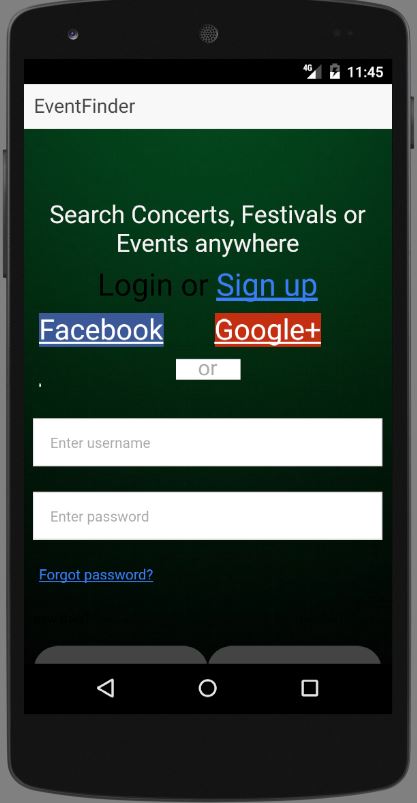 4G 11:45
EventFinder
Search Concerts, Festivals or
Events anywhere
Login or Sign up
Facebook Google+
or
Enter username
Enter password
Forgot password?